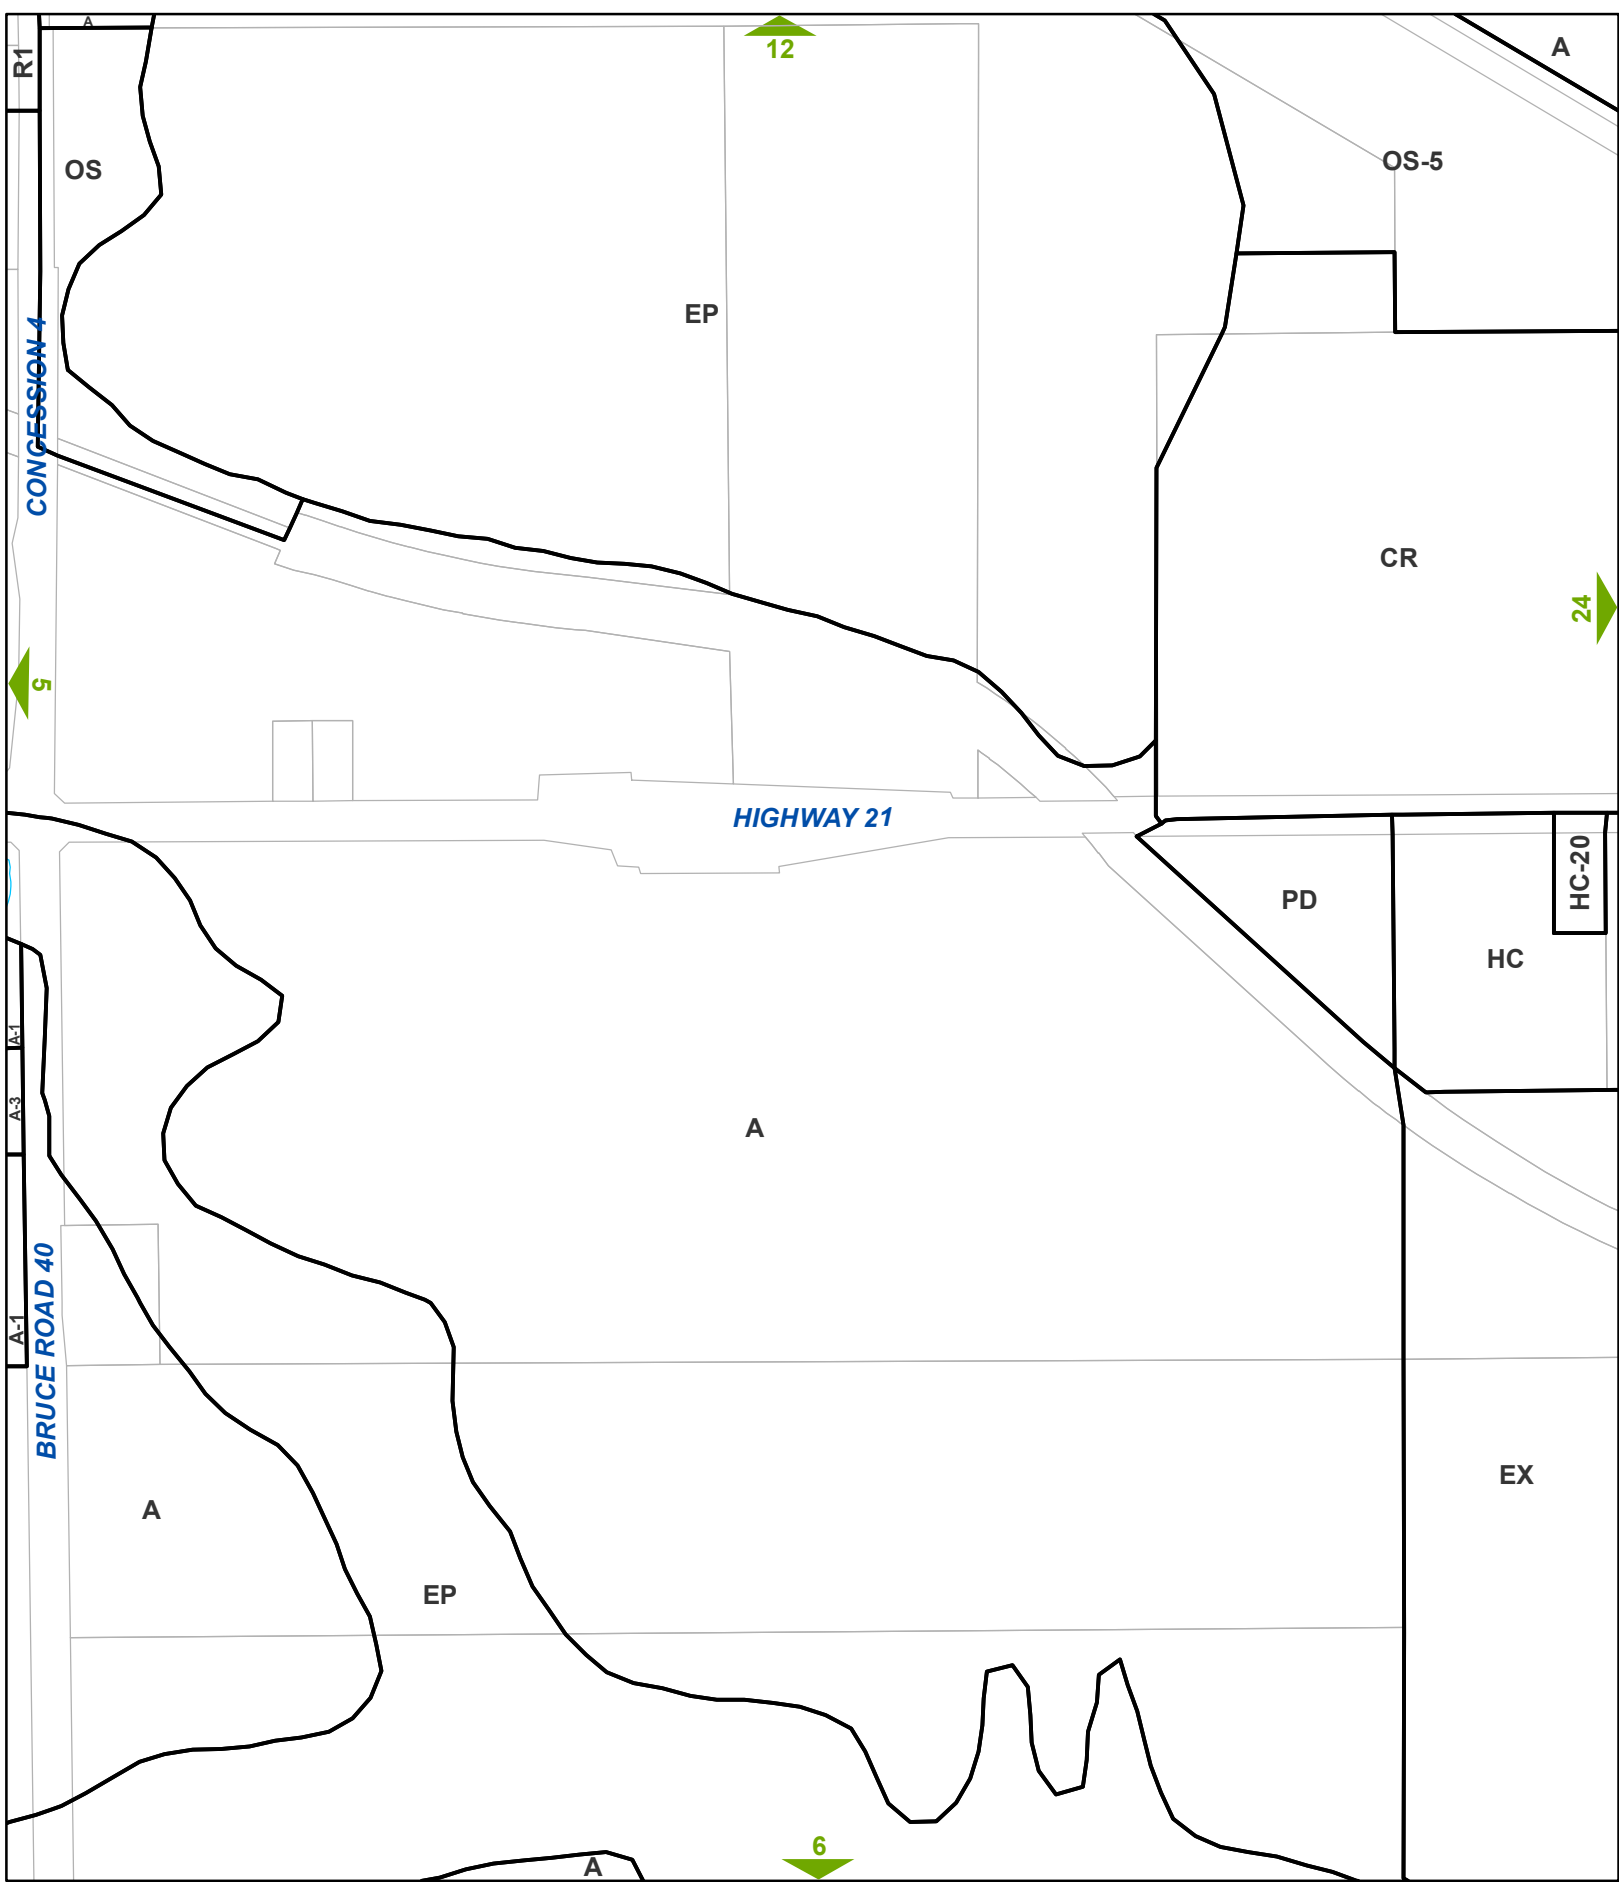 A
12
A
R1
OS
OS-5
EP
CONCESSION 4
CR
24
5
HIGHWAY 21
HC-20
PD
HC
A-1
A-3
A
A-1
BRUCE ROAD 40
EX
A
EP
6
A